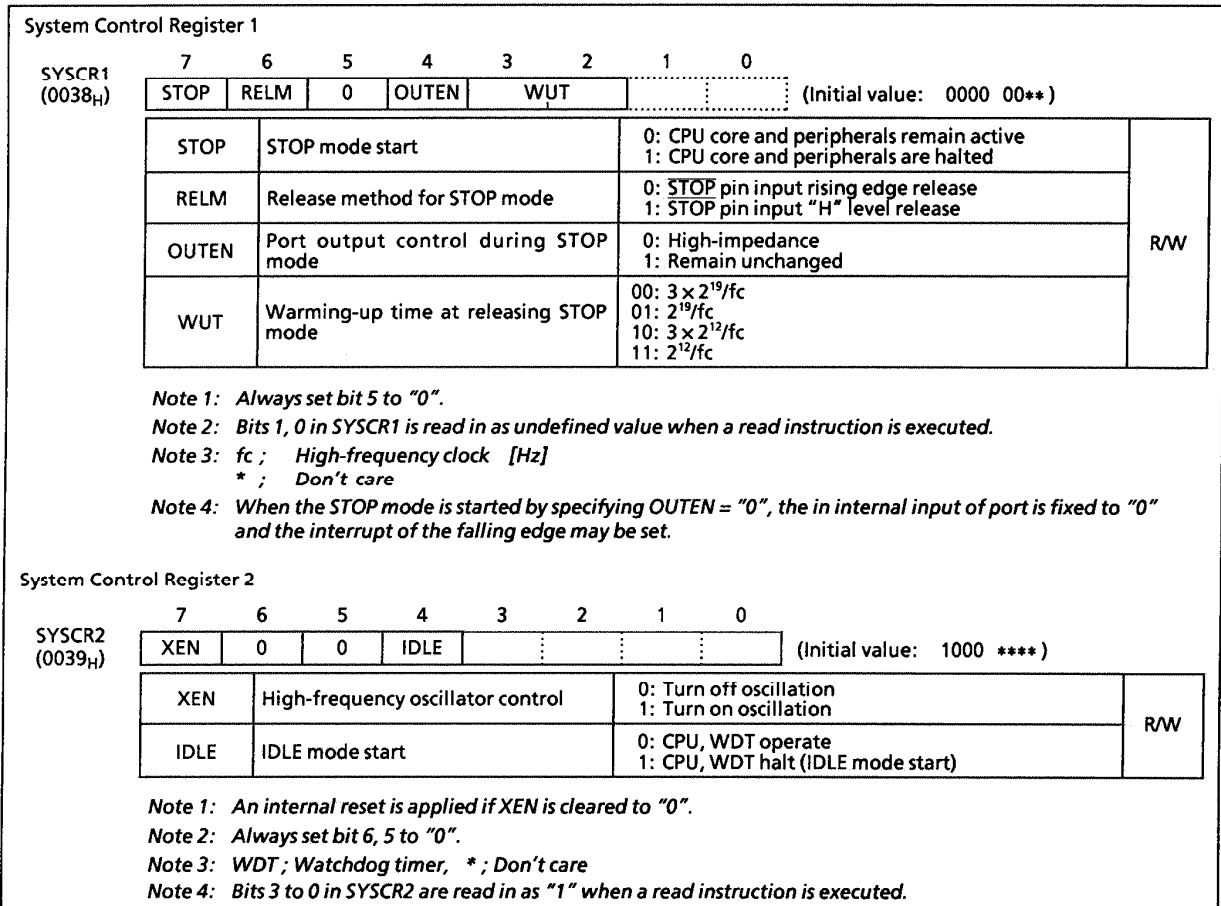 System Control Register 1
7 6 5 4 3 2 1 0
SYSCR1
(0038H) STOP RELM 0 OUTEN WUT (Initial value: 0000 00**)
STOP STOP mode start 0: CPU core and peripherals remain active
1: CPU core and peripherals are halted
RELM Release method for STOP mode 0: S̅T̅O̅P̅ pin input rising edge release
1: S̅T̅O̅P̅ pin input "H" level release
OUTEN Port output control during STOP mode 0: High-impedance
1: Remain unchanged
R/W
WUT Warming-up time at releasing STOP mode 00: 3 × 2¹⁹/fc
01: 2¹⁹/fc
10: 3 × 2¹²/fc
11: 2¹²/fc
Note 1: Always set bit 5 to "0".
Note 2: Bits 1, 0 in SYSCR1 is read in as undefined value when a read instruction is executed.
Note 3: fc ; High-frequency clock [Hz]
* ; Don't care
Note 4: When the STOP mode is started by specifying OUTEN = "0", the in internal input of port is fixed to "0"
and the interrupt of the falling edge may be set.
System Control Register 2
7 6 5 4 3 2 1 0
SYSCR2
(0039H) XEN 0 0 IDLE (Initial value: 1000 ****)
XEN High-frequency oscillator control 0: Turn off oscillation
1: Turn on oscillation
R/W
IDLE IDLE mode start 0: CPU, WDT operate
1: CPU, WDT halt (IDLE mode start)
Note 1: An internal reset is applied if XEN is cleared to "0".
Note 2: Always set bit 6, 5 to "0".
Note 3: WDT ; Watchdog timer, * ; Don't care
Note 4: Bits 3 to 0 in SYSCR2 are read in as "1" when a read instruction is executed.